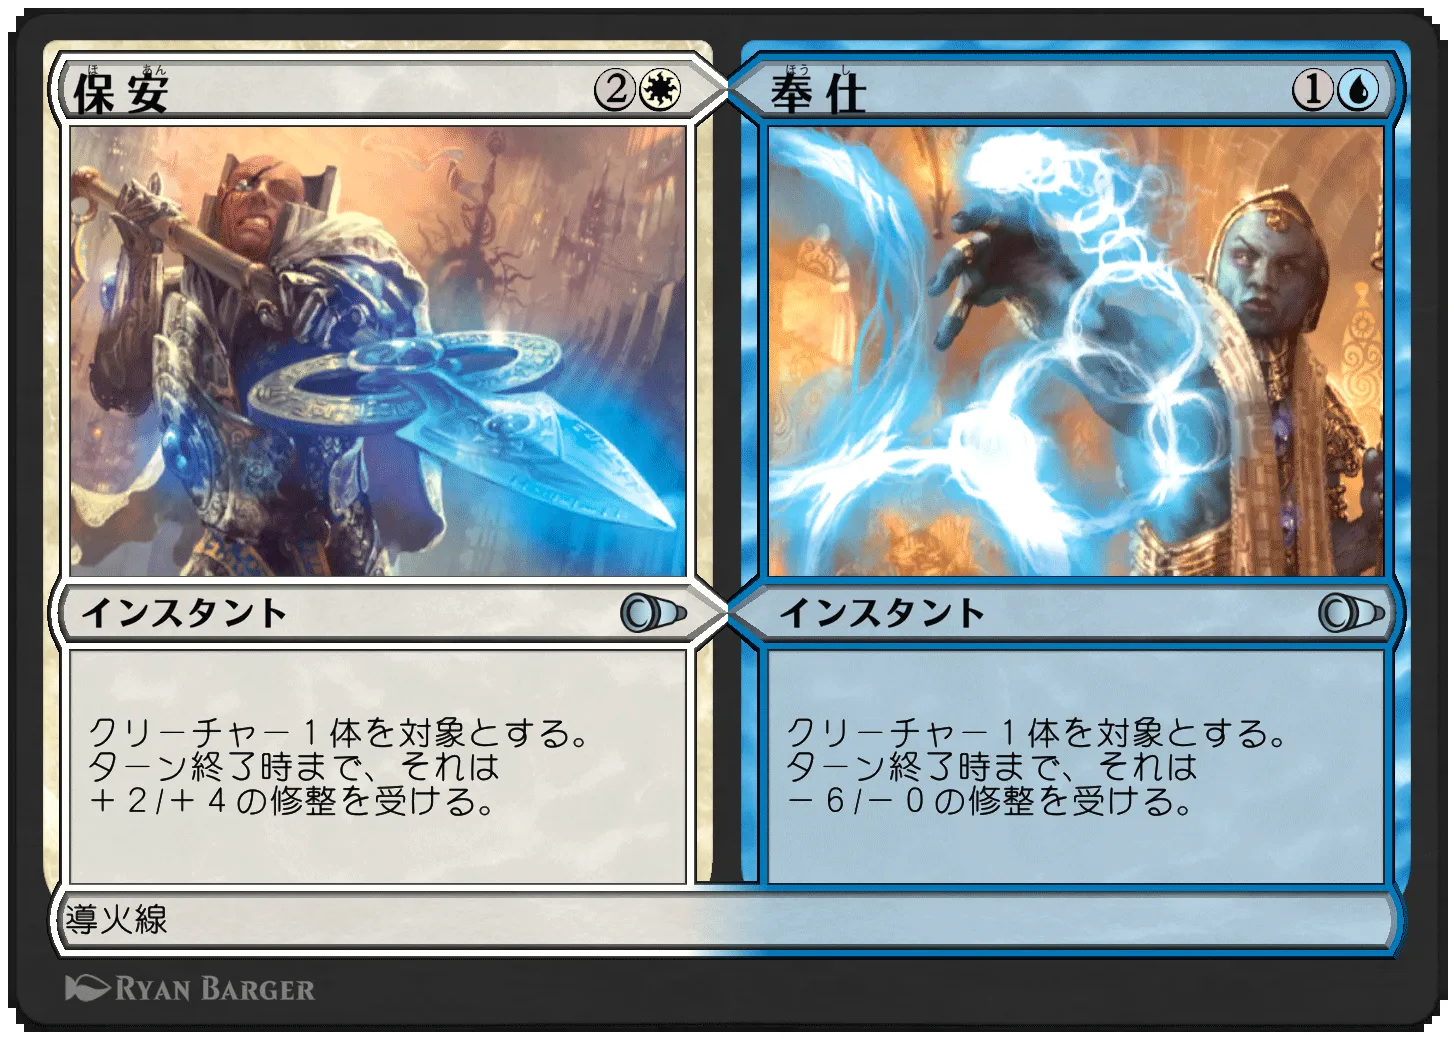 保安 2
ほ あん
インスタント
クリーチャー１体を対象とする。
ターン終了時まで、それは
＋２/＋４の修整を受ける。
奉仕 1
ほう し
インスタント
クリーチャー１体を対象とする。
ターン終了時まで、それは
－６/－０の修整を受ける。
導火線
RYAN BARGER